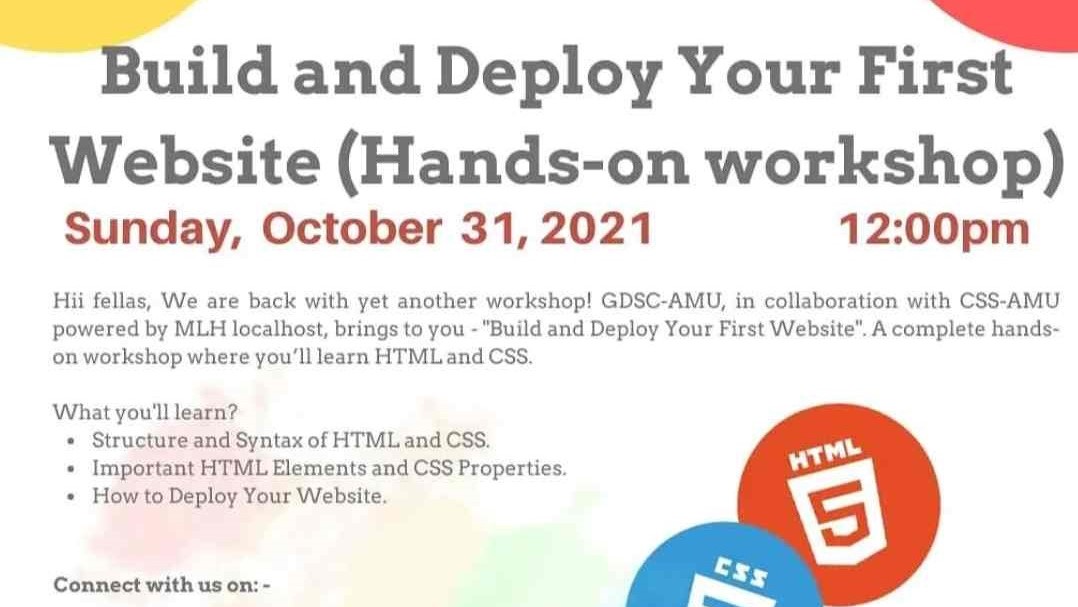 Build and Deploy Your First
Website (Hands-on workshop)
Sunday, October 31, 2021 12:00pm
Hii fellas, We are back with yet another workshop! GDSC-AMU, in collaboration with CSS-AMU
powered by MLH localhost, brings to you - "Build and Deploy Your First Website". A complete hands-
on workshop where you'll learn HTML and CSS.
What you'll learn?
• Structure and Syntax of HTML and CSS.
• Important HTML Elements and CSS Properties.
• How to Deploy Your Website.
HTML
5
CSS
Connect with us on: -